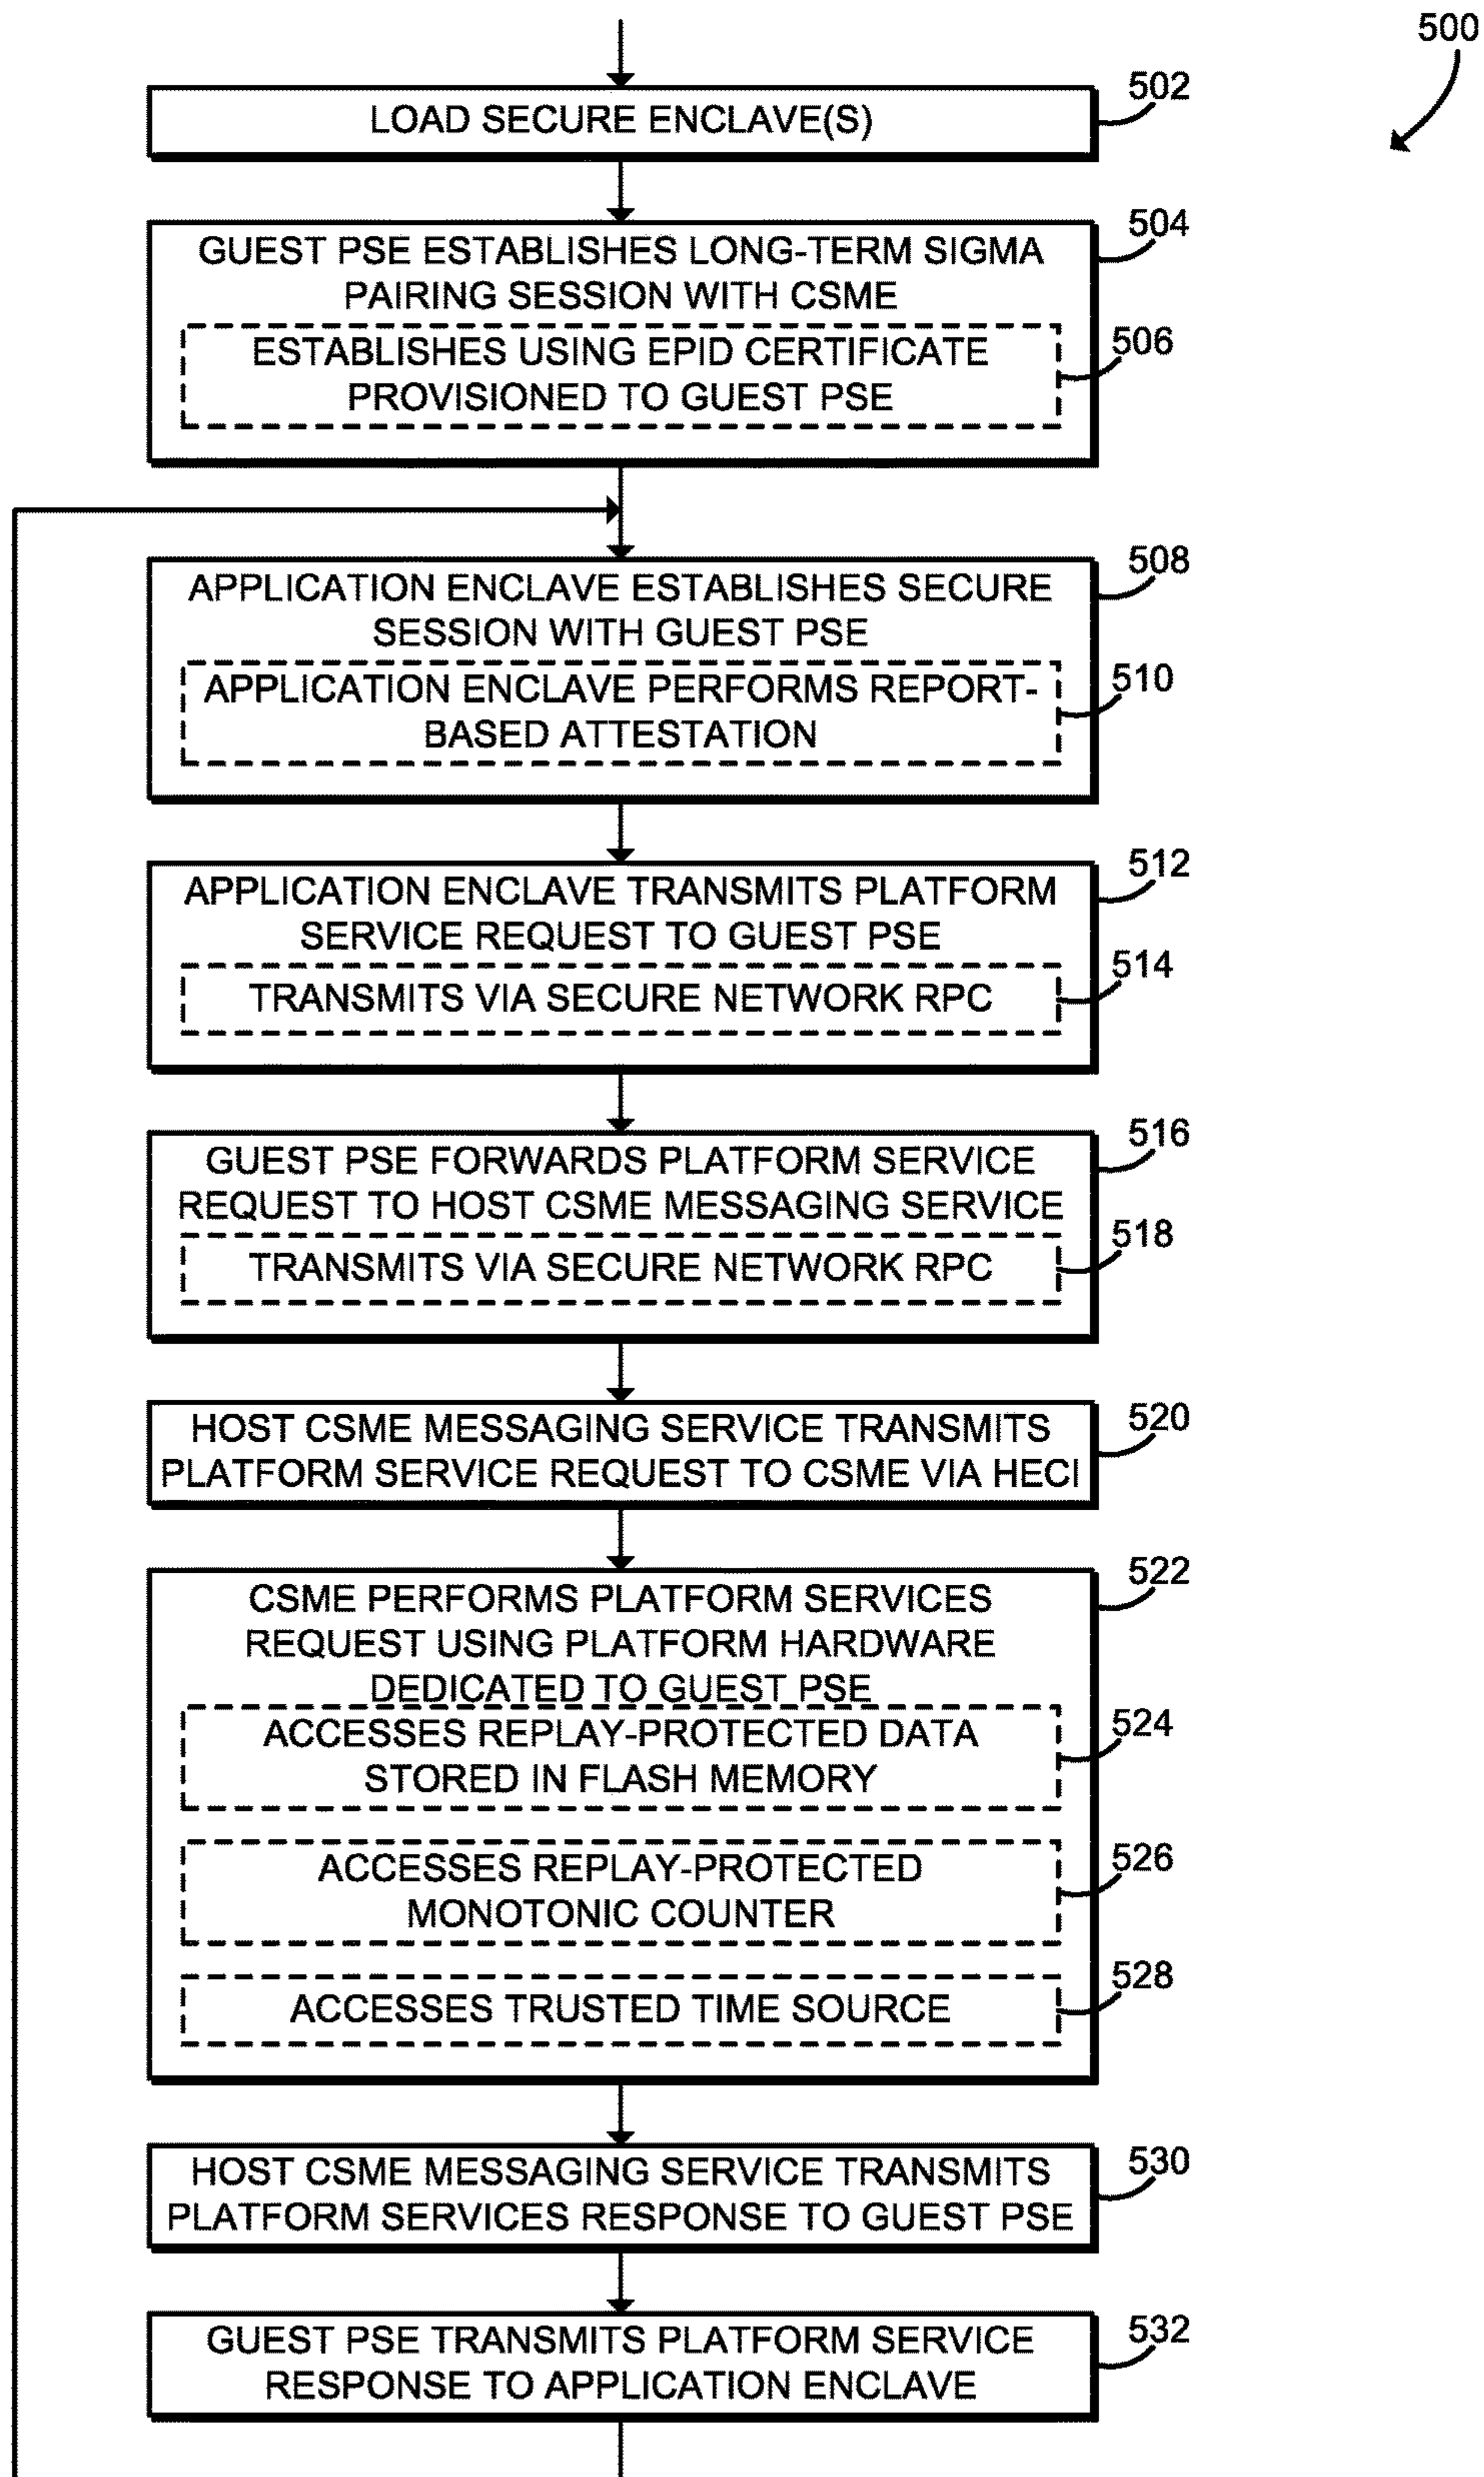 500
502
LOAD SECURE ENCLAVE(S)
504
GUEST PSE ESTABLISHES LONG-TERM SIGMA
PAIRING SESSION WITH CSME
506
ESTABLISHES USING EPID CERTIFICATE
PROVISIONED TO GUEST PSE
508
APPLICATION ENCLAVE ESTABLISHES SECURE
SESSION WITH GUEST PSE
510
APPLICATION ENCLAVE PERFORMS REPORT-
BASED ATTESTATION
512
APPLICATION ENCLAVE TRANSMITS PLATFORM
SERVICE REQUEST TO GUEST PSE
514
TRANSMITS VIA SECURE NETWORK RPC
516
GUEST PSE FORWARDS PLATFORM SERVICE
REQUEST TO HOST CSME MESSAGING SERVICE
518
TRANSMITS VIA SECURE NETWORK RPC
520
HOST CSME MESSAGING SERVICE TRANSMITS
PLATFORM SERVICE REQUEST TO CSME VIA HECI
522
CSME PERFORMS PLATFORM SERVICES
REQUEST USING PLATFORM HARDWARE
DEDICATED TO GUEST PSE
524
ACCESSES REPLAY-PROTECTED DATA
STORED IN FLASH MEMORY
526
ACCESSES REPLAY-PROTECTED
MONOTONIC COUNTER
528
ACCESSES TRUSTED TIME SOURCE
530
HOST CSME MESSAGING SERVICE TRANSMITS
PLATFORM SERVICES RESPONSE TO GUEST PSE
532
GUEST PSE TRANSMITS PLATFORM SERVICE
RESPONSE TO APPLICATION ENCLAVE